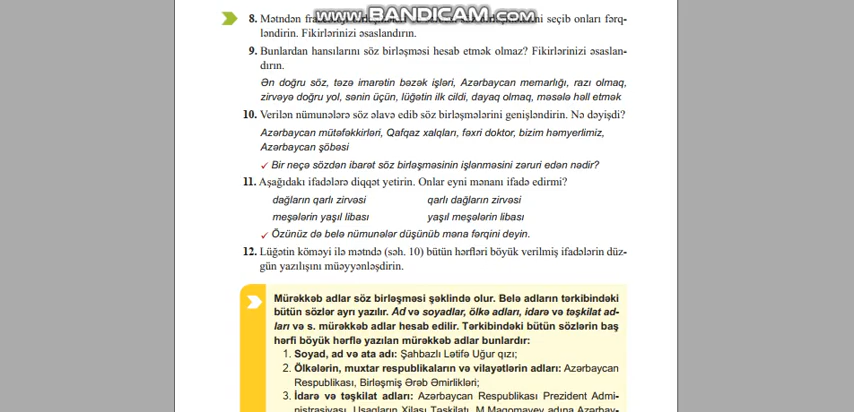 WWW.BANDICAM.COM
8. Mətndən
seçib onları fərq-
ləndirin. Fikirlərinizi əsaslandırın.
9. Bunlardan hansılarını söz birləşməsi hesab etmək olmaz? Fikirlərinizi əsaslan-
dırın.
Ən doğru söz, təzə imarətin bəzək işləri, Azərbaycan memarlığı, razı olmaq,
zirvəyə doğru yol, sənin üçün, lüğətin ilk cildi, dayaq olmaq, məsələ həll etmək
10. Verilən nümunələrə söz əlavə edib söz birləşmələrini genişləndirin. Nə dəyişdi?
Azərbaycan mütəfəkkirləri, Qafqaz xalqları, fəxri doktor, bizim həmyerlimiz,
Azərbaycan şöbəsi
✓ Bir neçə sözdən ibarət söz birləşməsinin işlənməsini zəruri edən nədir?
11. Aşağıdakı ifadələrə diqqət yetirin. Onlar eyni mənanı ifadə edirmi?
dağların qarlı zirvəsi qarlı dağların zirvəsi
meşələrin yaşıl libası yaşıl meşələrin libası
✓ Özünüz də belə nümunələr düşünüb məna fərqini deyin.
12. Lüğətin köməyi ilə mətndə (səh. 10) bütün hərfləri böyük verilmiş ifadələrin düz-
gün yazılışını müəyyənləşdirin.
Mürəkkəb adlar söz birləşməsi şəklində olur. Belə adların tərkibindəki
bütün sözlər ayrı yazılır. Ad və soyadlar, ölkə adları, idarə və təşkilat ad-
ları və s. mürəkkəb adlar hesab edilir. Tərkibindəki bütün sözlərin baş
hərfi böyük hərflə yazılan mürəkkəb adlar bunlardır:
1. Soyad, ad və ata adı: Şahbazlı Lətifə Uğur qızı;
2. Ölkələrin, muxtar respublikaların və vilayətlərin adları: Azərbaycan
Respublikası, Birləşmiş Ərəb Əmirlikləri;
3. İdarə və təşkilat adları: Azərbaycan Respublikası Prezident Admi-
nistrasiyası, Uşaqların Xilası Təşkilatı, M.Maqomayev adına Azərbay-